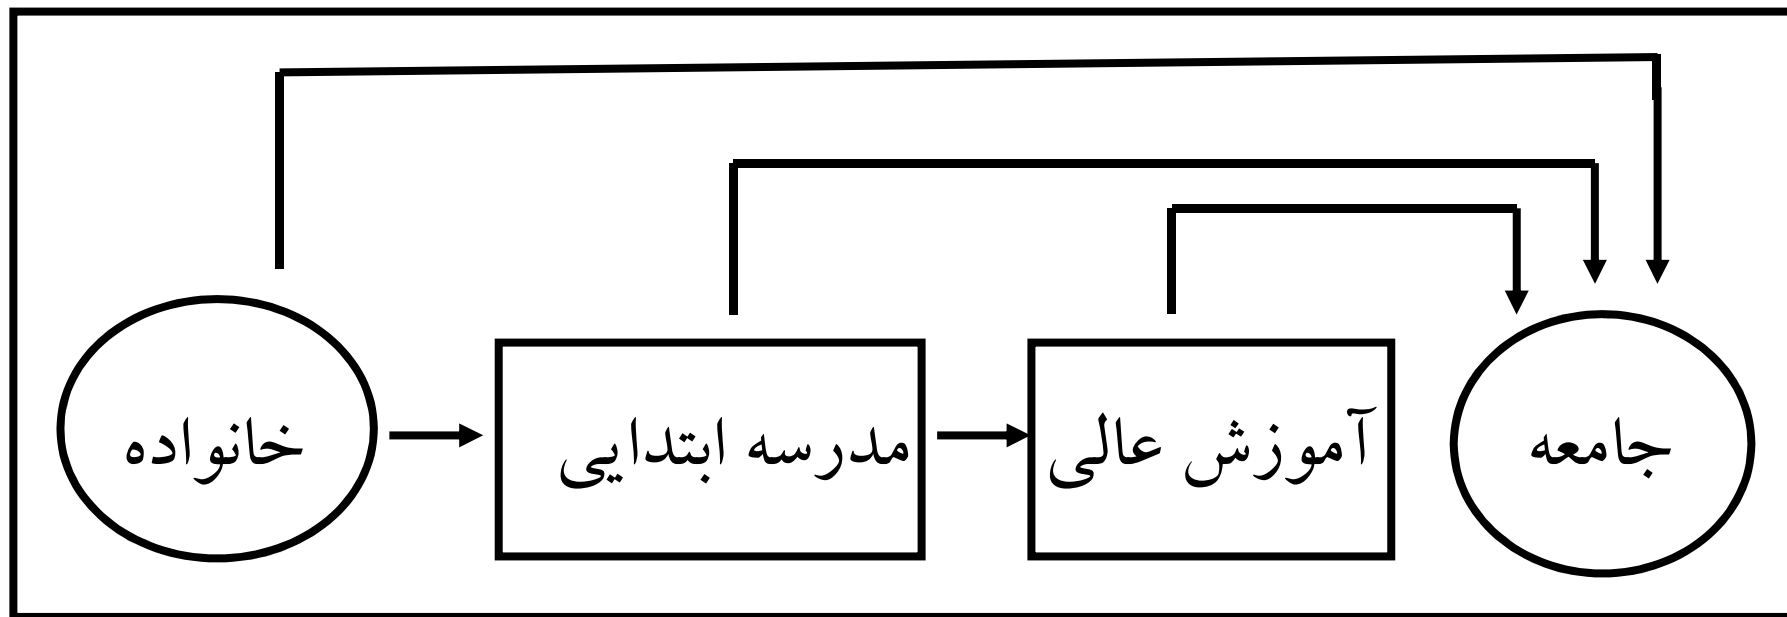 خانواده
مدرسه ابتدایی
آموزش عالی
جامعه